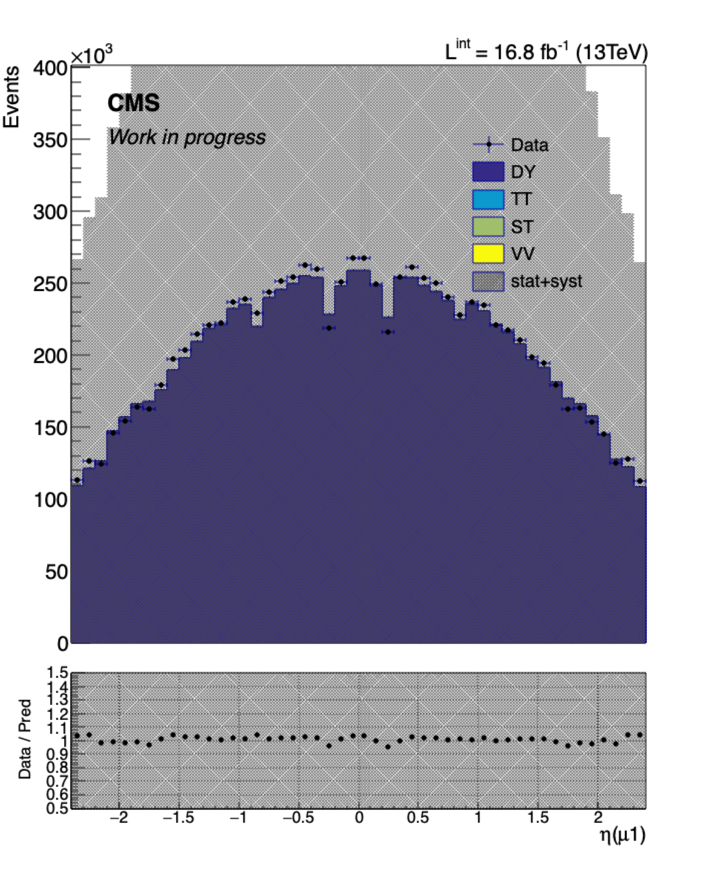 ×10³
L^int = 16.8 fb⁻¹ (13TeV)
Events
400
CMS
Work in progress
350
Data
DY
TT
300
ST
VV
250
stat+syst
200
150
100
50
0
Data / Pred
1.5
1.4
1.3
1.2
1.1
1
0.9
0.8
0.7
0.6
0.5
−2 −1.5 −1 −0.5 0 0.5 1 1.5 2
η(μ1)